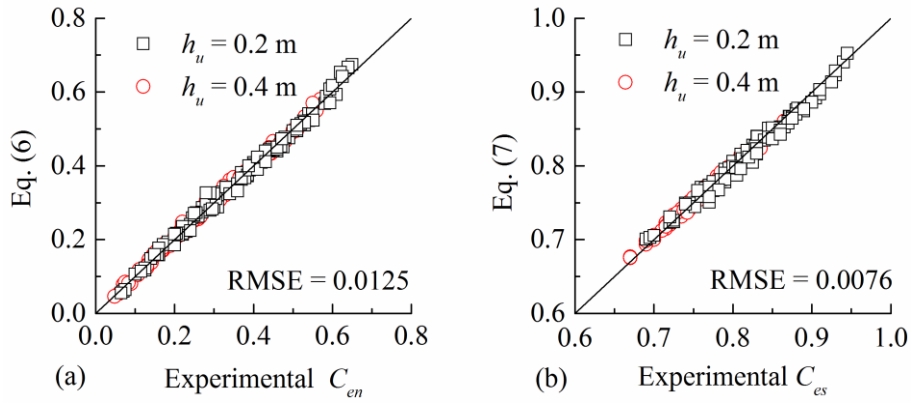 0.8
0.6
0.4
0.2
0.0
Eq. (6)
h_u = 0.2 m
h_u = 0.4 m
RMSE = 0.0125
0.0 0.2 0.4 0.6 0.8
(a) Experimental C_en
1.0
0.9
0.8
0.7
0.6
Eq. (7)
h_u = 0.2 m
h_u = 0.4 m
RMSE = 0.0076
0.6 0.7 0.8 0.9 1.0
(b) Experimental C_es